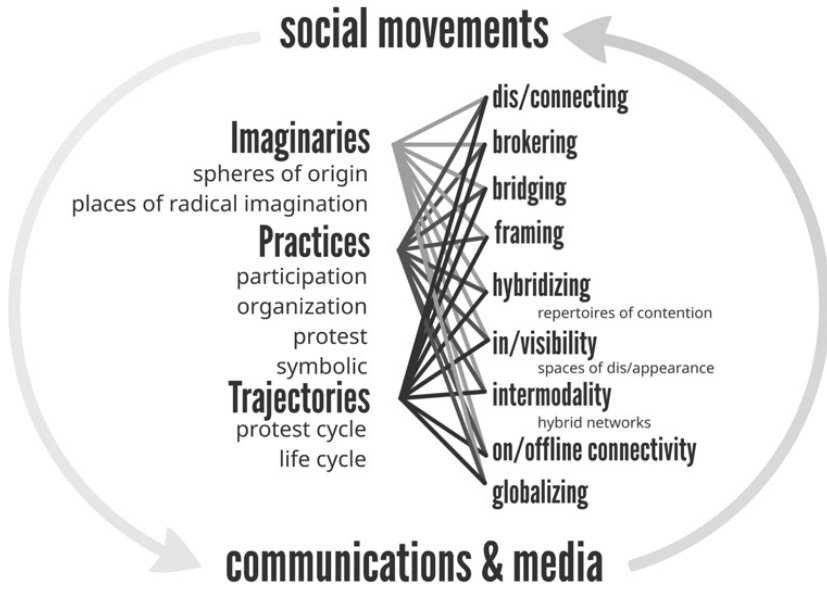 social movements
Imaginaries
spheres of origin
places of radical imagination
Practices
participation
organization
protest
symbolic
Trajectories
protest cycle
life cycle
dis/connecting
brokering
bridging
framing
hybridizing
repertoires of contention
in/visibility
spaces of dis/appearance
intermodality
hybrid networks
on/offline connectivity
globalizing
communications & media